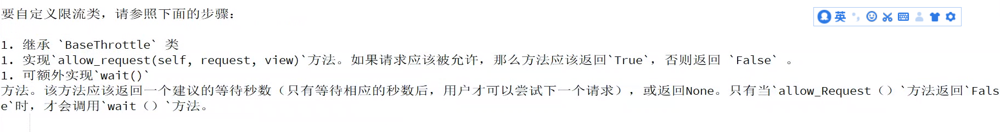 要自定义限流类，请参照下面的步骤：
英
1. 继承 `BaseThrottle` 类
1. 实现`allow_request(self, request, view)`方法。如果请求应该被允许，那么方法应该返回`True`，否则返回 `False` 。
1. 可额外实现`wait()`
方法。该方法应该返回一个建议的等待秒数（只有等待相应的秒数后，用户才可以尝试下一个请求），或返回None。只有当`allow_Request（）`方法返回`Fals
e`时，才会调用`wait（）`方法。